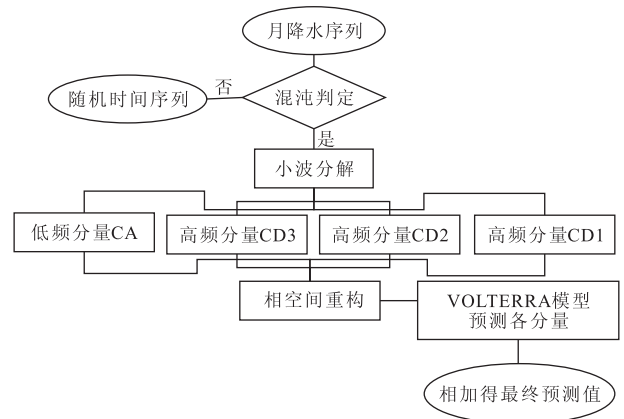 月降水序列
否
随机时间序列
混沌判定
是
小波分解
低频分量CA
高频分量CD3
高频分量CD2
高频分量CD1
相空间重构
VOLTERRA模型
预测各分量
相加得最终预测值